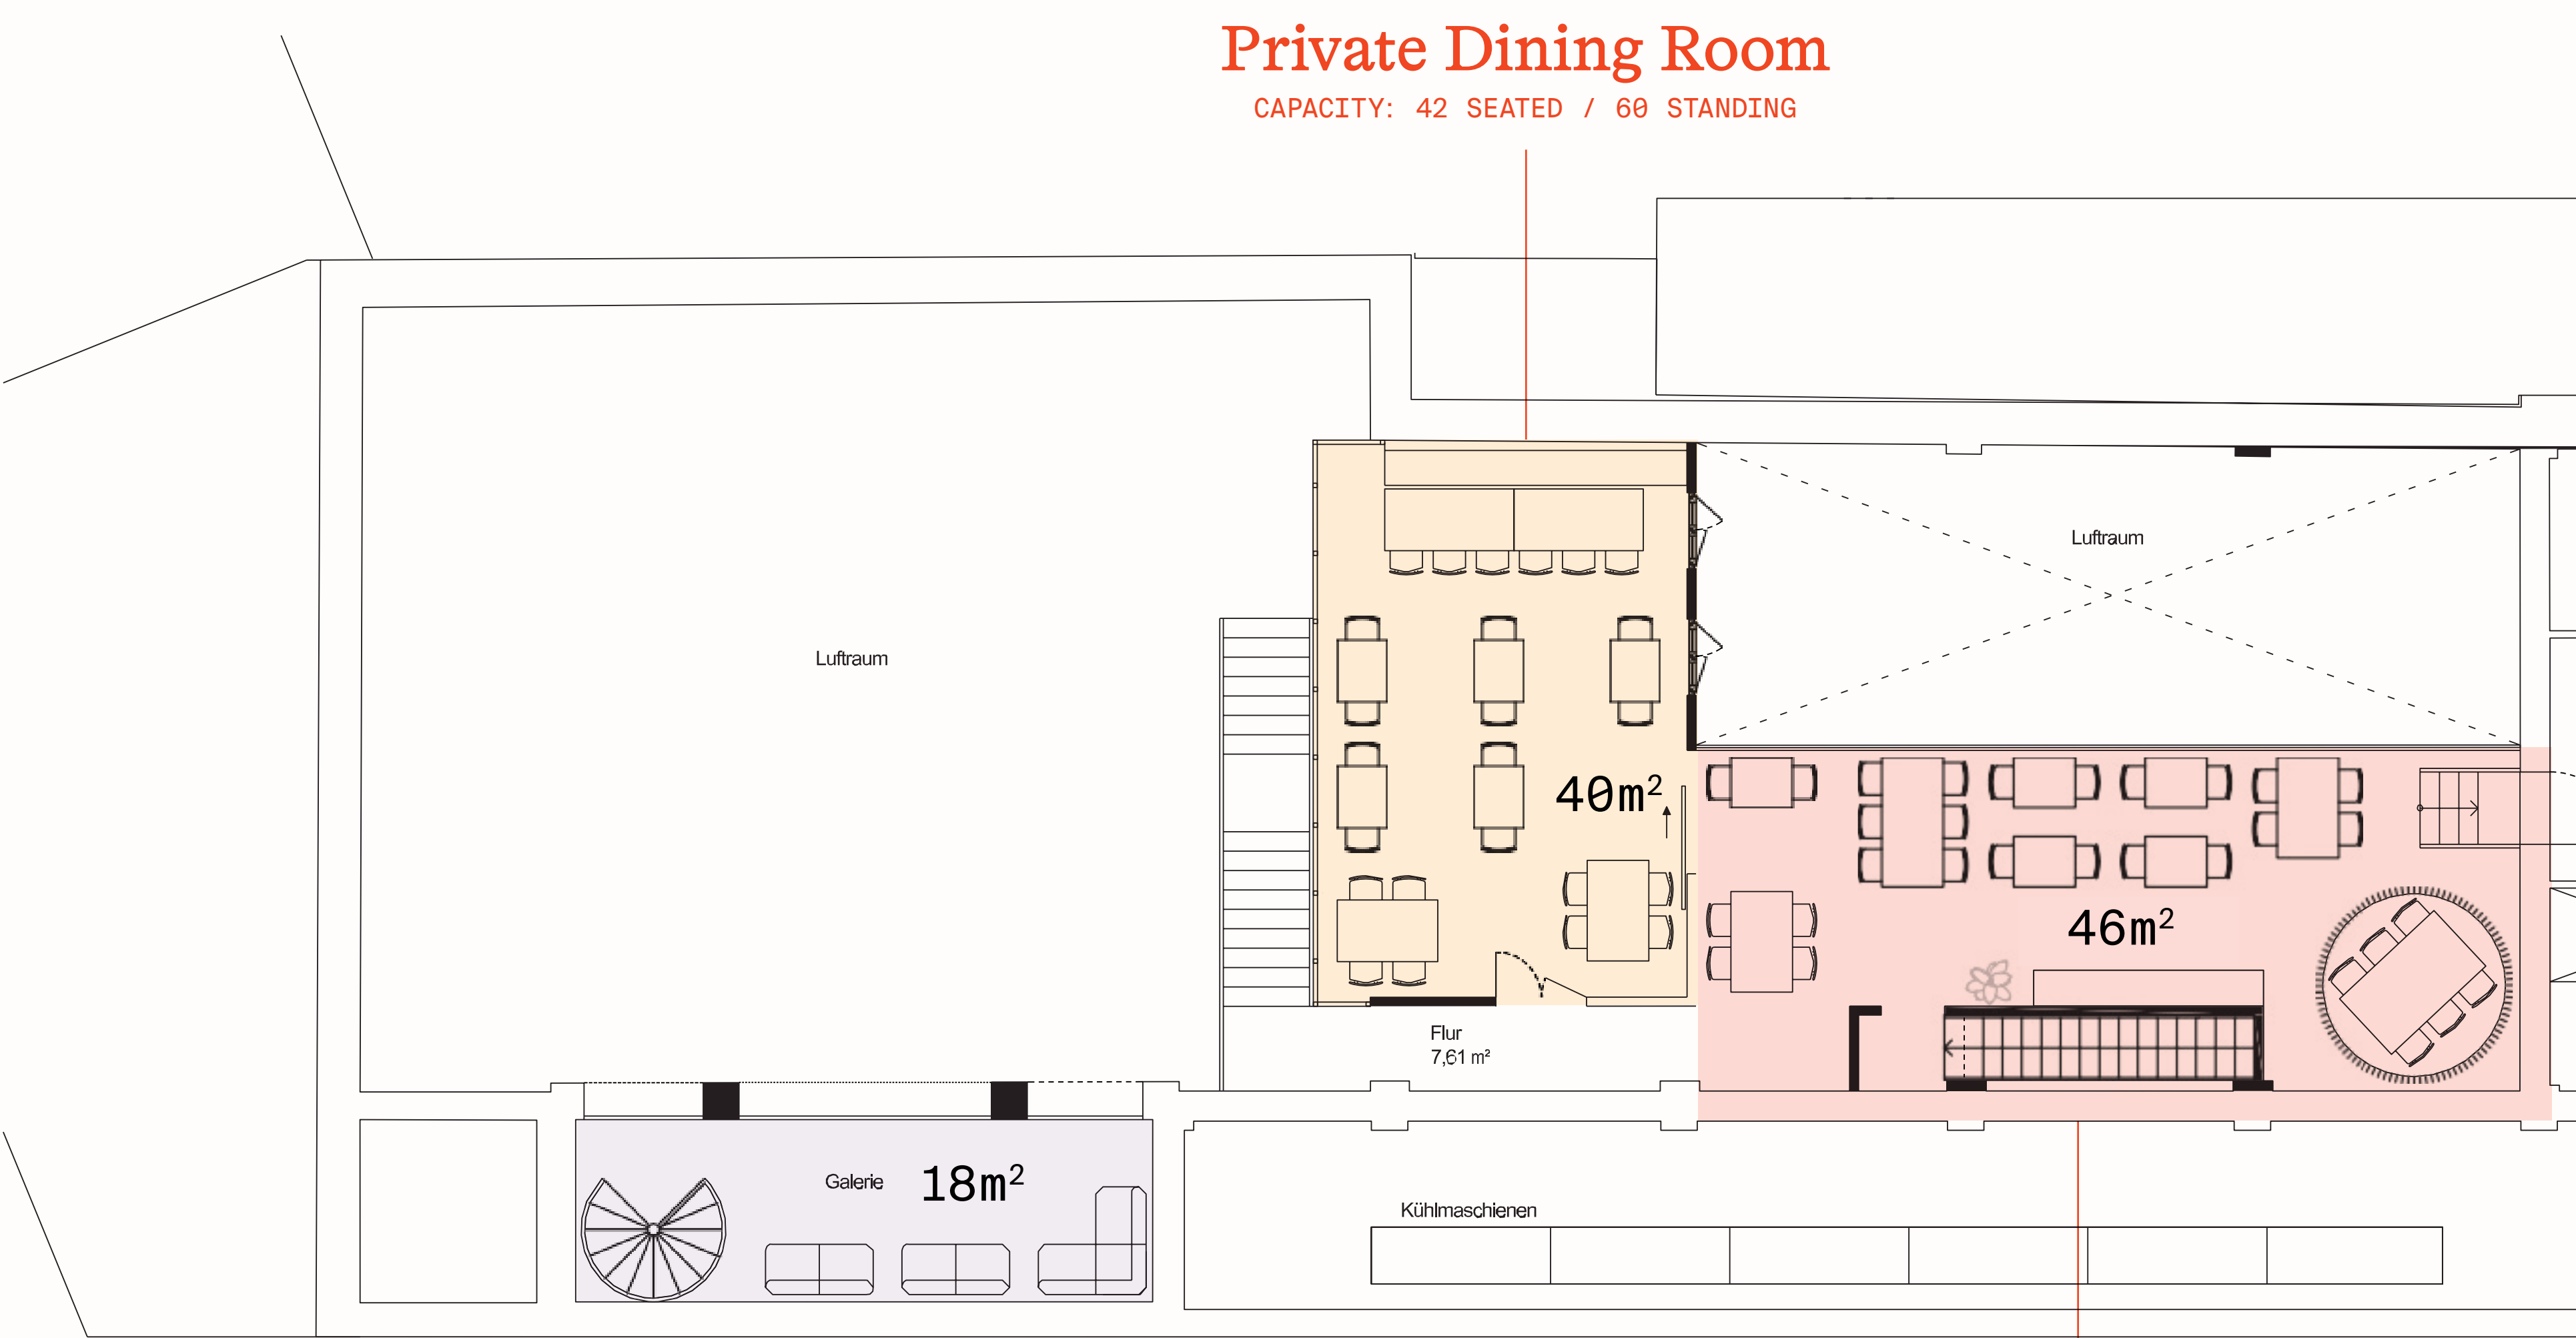 Private Dining Room
CAPACITY: 42 SEATED / 60 STANDING
Luftraum
Luftraum
40m²
46m²
Flur
7,61 m²
Galerie
18m²
Kühlmaschienen